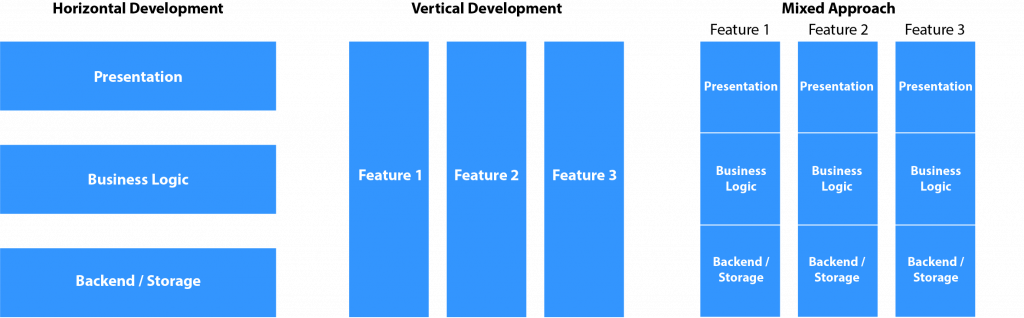 Horizontal Development
Presentation
Business Logic
Backend / Storage
Vertical Development
Feature 1
Feature 2
Feature 3
Mixed Approach
Feature 1
Feature 2
Feature 3
Presentation
Presentation
Presentation
Business
Logic
Business
Logic
Business
Logic
Backend /
Storage
Backend /
Storage
Backend /
Storage